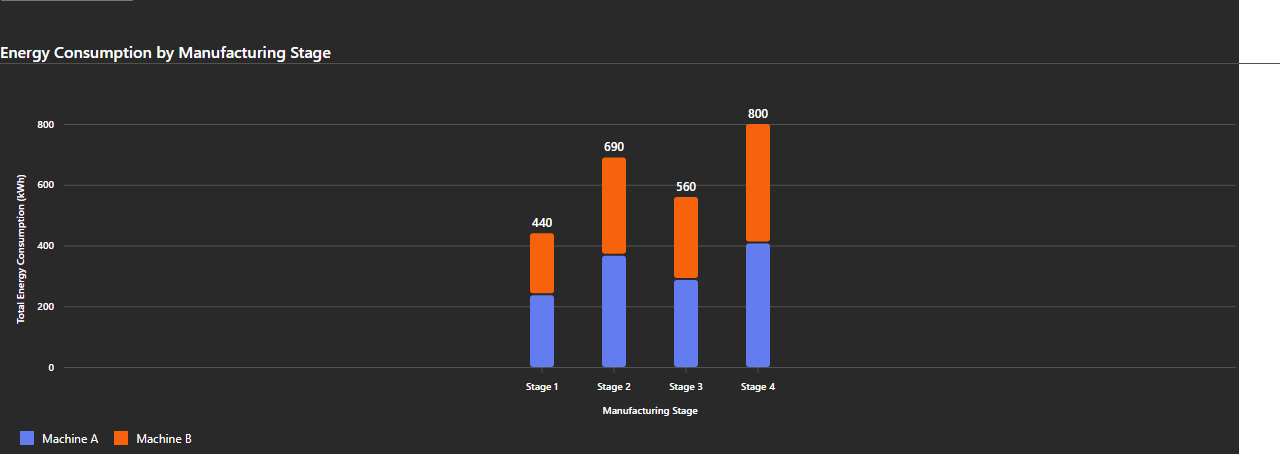 Energy Consumption by Manufacturing Stage
Total Energy Consumption (kWh)
800
600
400
200
0
440
690
560
800
Stage 1
Stage 2
Stage 3
Stage 4
Manufacturing Stage
Machine A
Machine B